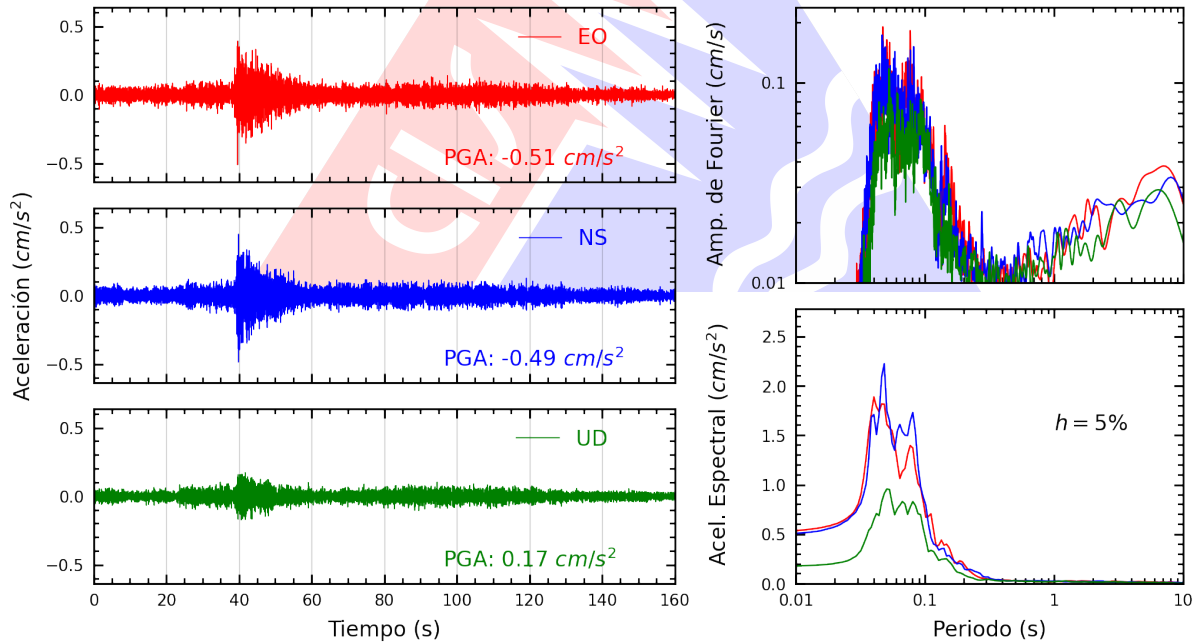 Aceleración (cm/s²)
0.5
0.0
−0.5
EO
PGA: -0.51 cm/s²
0.5
0.0
−0.5
NS
PGA: -0.49 cm/s²
0.5
0.0
−0.5
UD
PGA: 0.17 cm/s²
0 20 40 60 80 100 120 140 160
Tiempo (s)
Amp. de Fourier (cm/s)
0.1
0.01
Acel. Espectral (cm/s²)
2.5
2.0
1.5
1.0
0.5
0.0
h = 5%
0.01 0.1 1 10
Periodo (s)